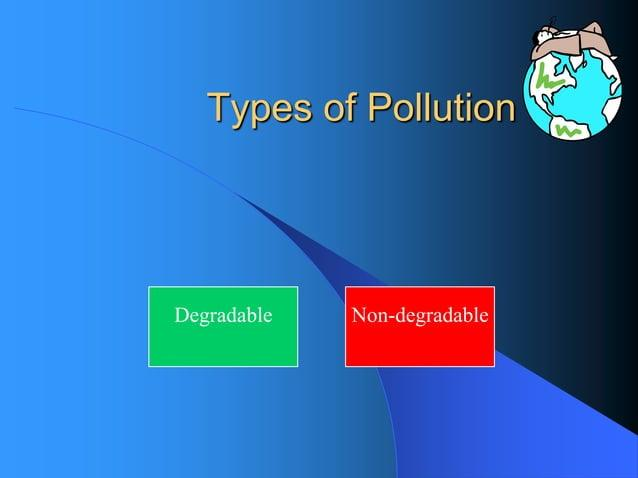 Types of Pollution
Degradable
Non-degradable